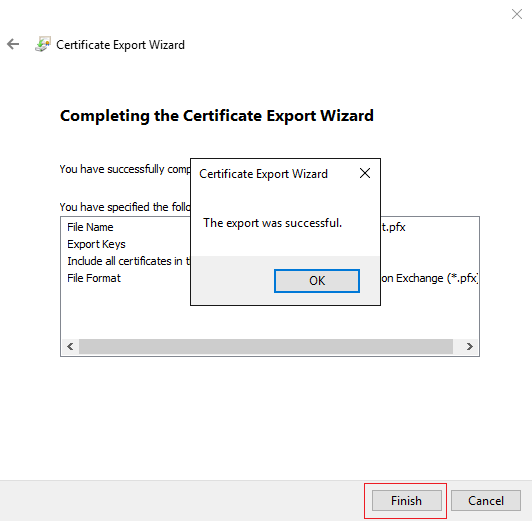 Certificate Export Wizard
Completing the Certificate Export Wizard
You have successfully comp
You have specified the follo
File Name t.pfx
Export Keys
Include all certificates in t
File Format on Exchange (*.pfx)
Certificate Export Wizard
The export was successful.
OK
Finish
Cancel